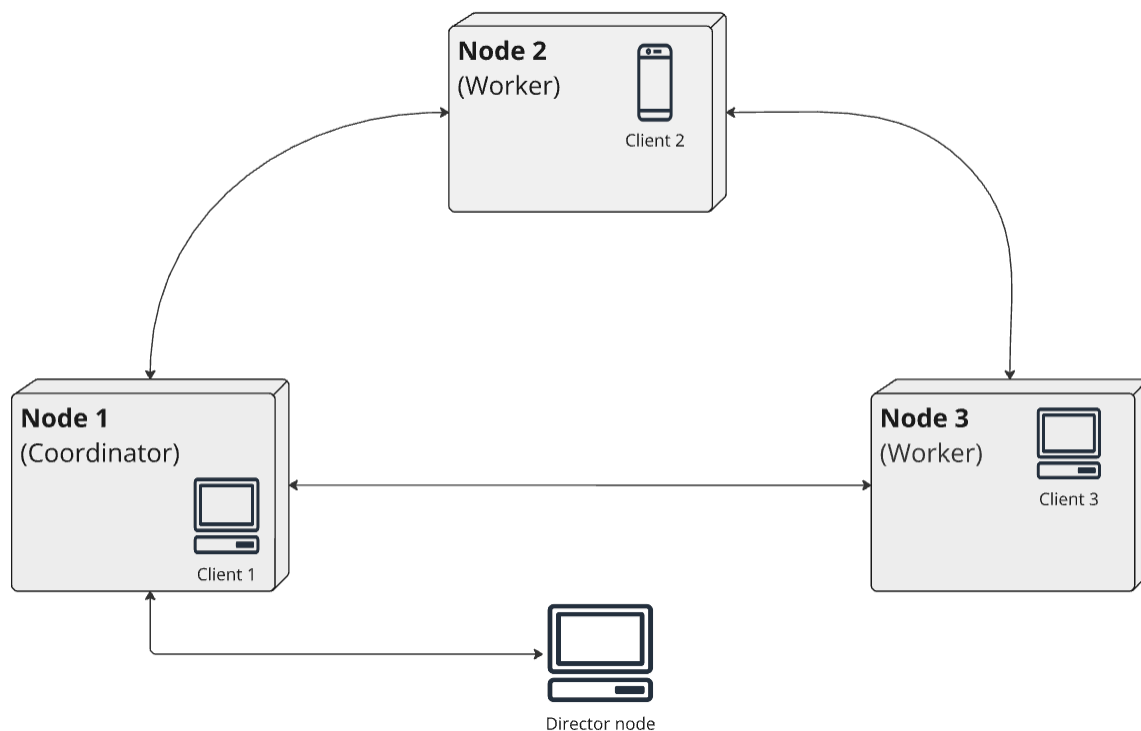 Node 2
(Worker)
Client 2
Node 1
(Coordinator)
Client 1
Node 3
(Worker)
Client 3
Director node